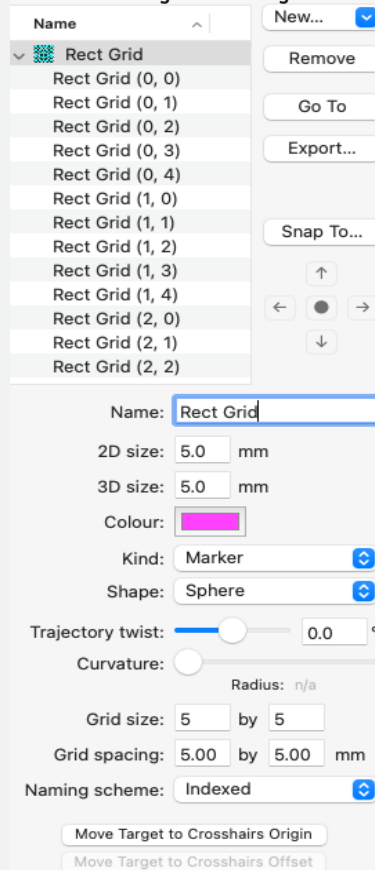 Name
New...
Rect Grid
Remove
Rect Grid (0, 0)
Rect Grid (0, 1)
Go To
Rect Grid (0, 2)
Rect Grid (0, 3)
Export...
Rect Grid (0, 4)
Rect Grid (1, 0)
Rect Grid (1, 1)
Snap To...
Rect Grid (1, 2)
Rect Grid (1, 3)
Rect Grid (1, 4)
Rect Grid (2, 0)
Rect Grid (2, 1)
Rect Grid (2, 2)
Name: Rect Grid
2D size: 5.0 mm
3D size: 5.0 mm
Colour:
Kind: Marker
Shape: Sphere
Trajectory twist: 0.0
Curvature:
Radius: n/a
Grid size: 5 by 5
Grid spacing: 5.00 by 5.00 mm
Naming scheme: Indexed
Move Target to Crosshairs Origin
Move Target to Crosshairs Offset